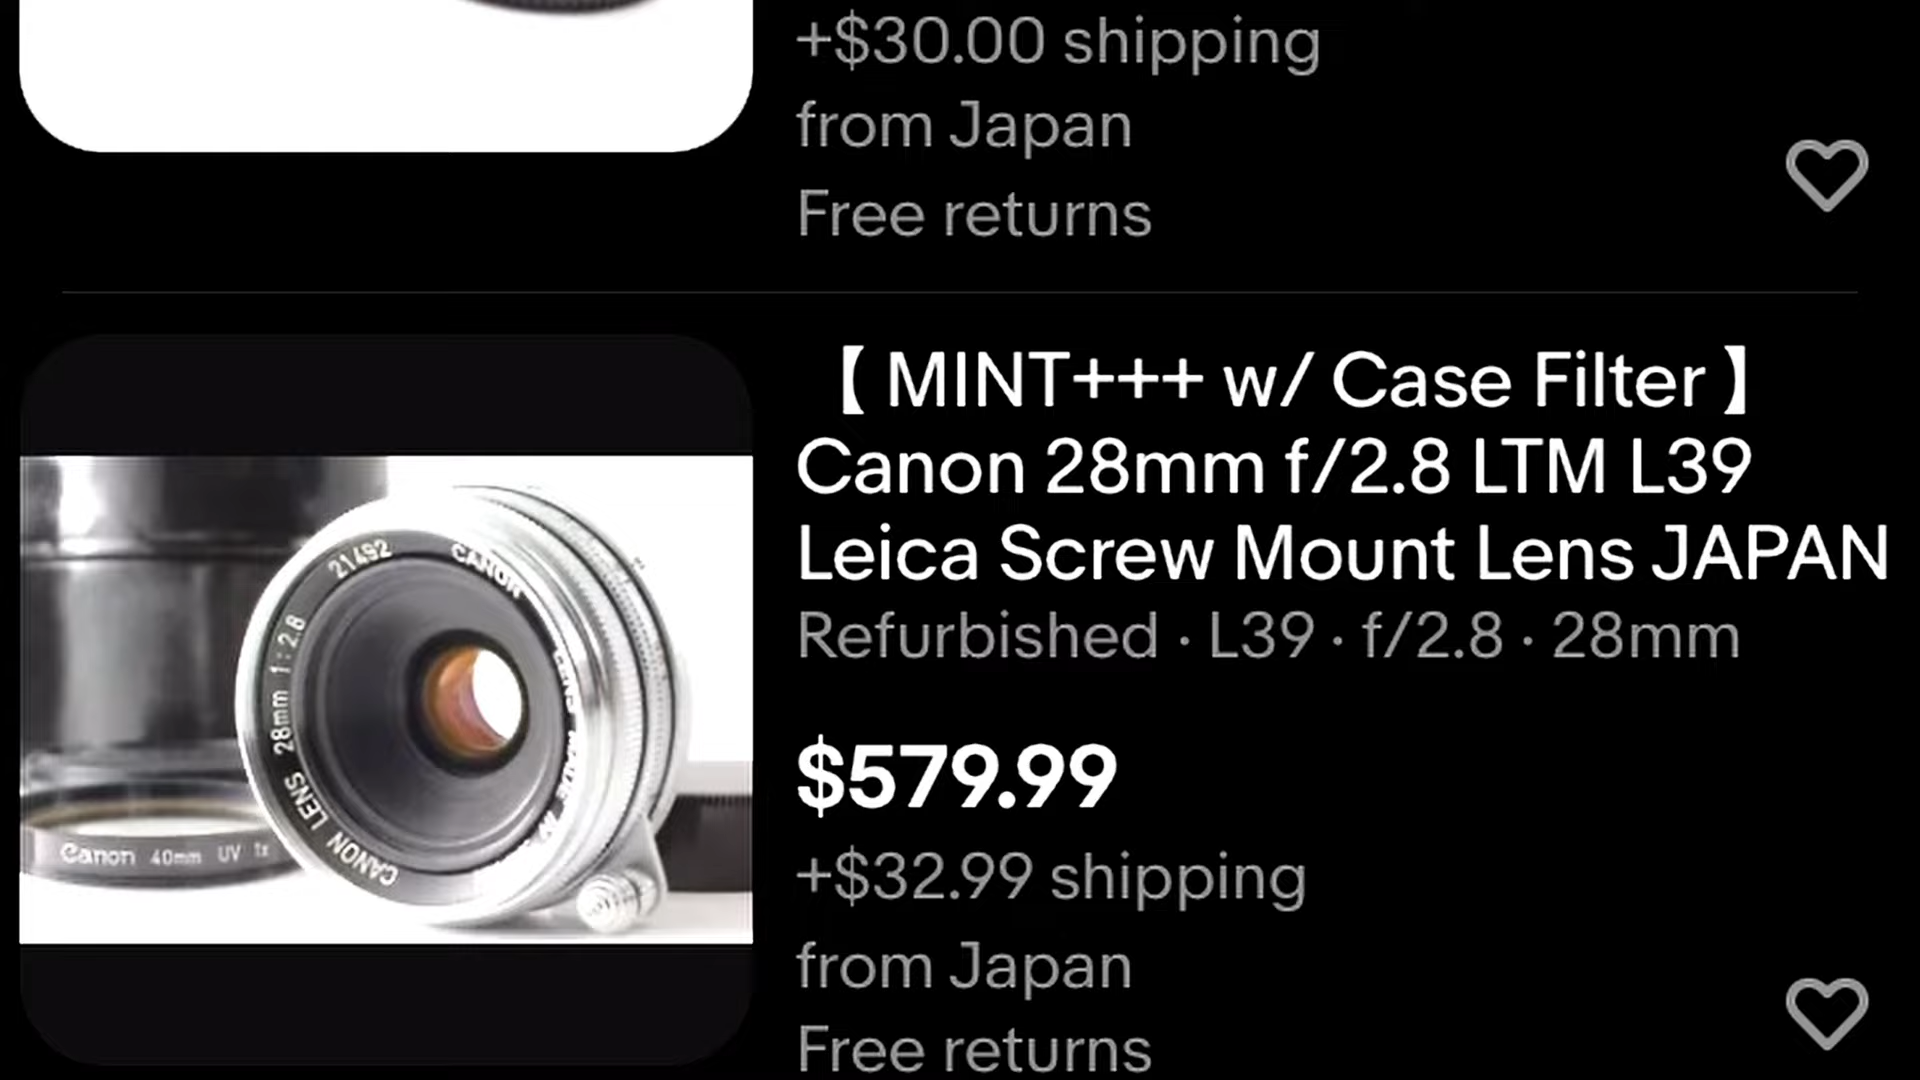 +$30.00 shipping
from Japan
Free returns
【 MINT+++ w/ Case Filter 】
Canon 28mm f/2.8 LTM L39
Leica Screw Mount Lens JAPAN
Refurbished · L39 · f/2.8 · 28mm
$579.99
+$32.99 shipping
from Japan
Free returns
21492
CANON
CANON LENS 28mm 1:2.8
Canon 40mm UV 1x